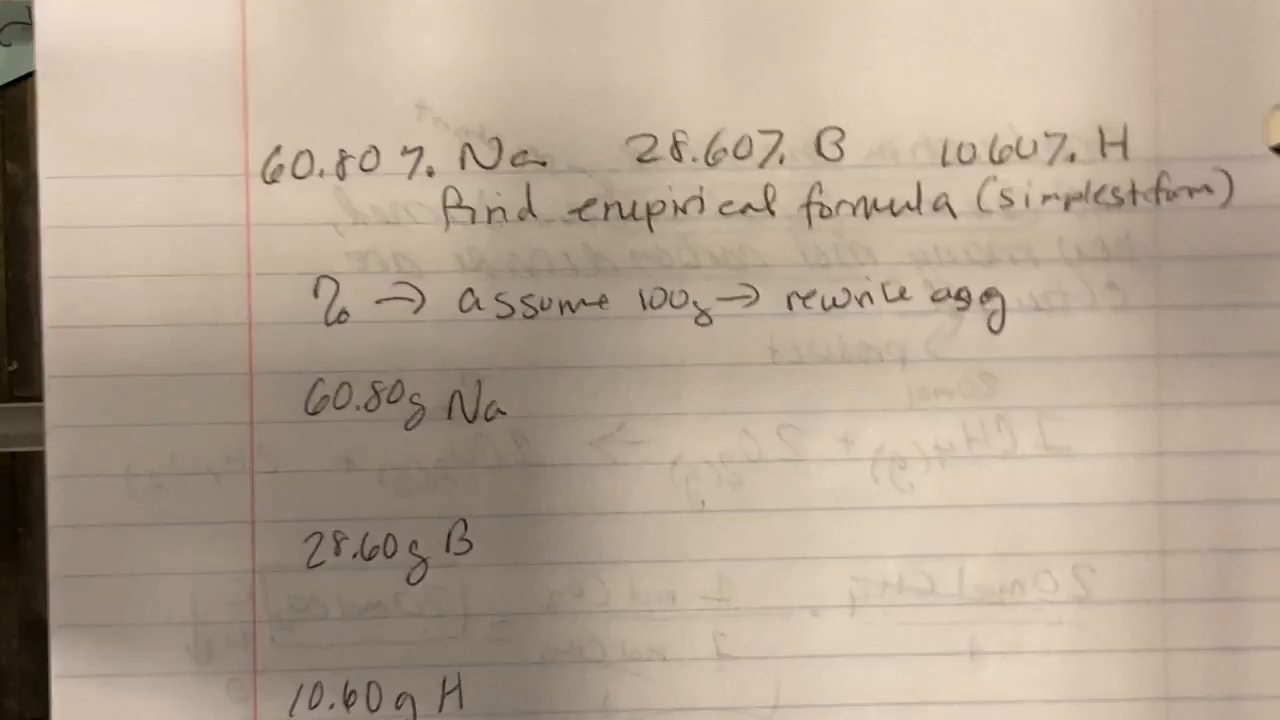 60.80%. Na 28.60%. B 10.60%. H
find empirical formula (simplest form)
% → assume 100g → rewrite as g
60.80g Na
28.60g B
10.60g H